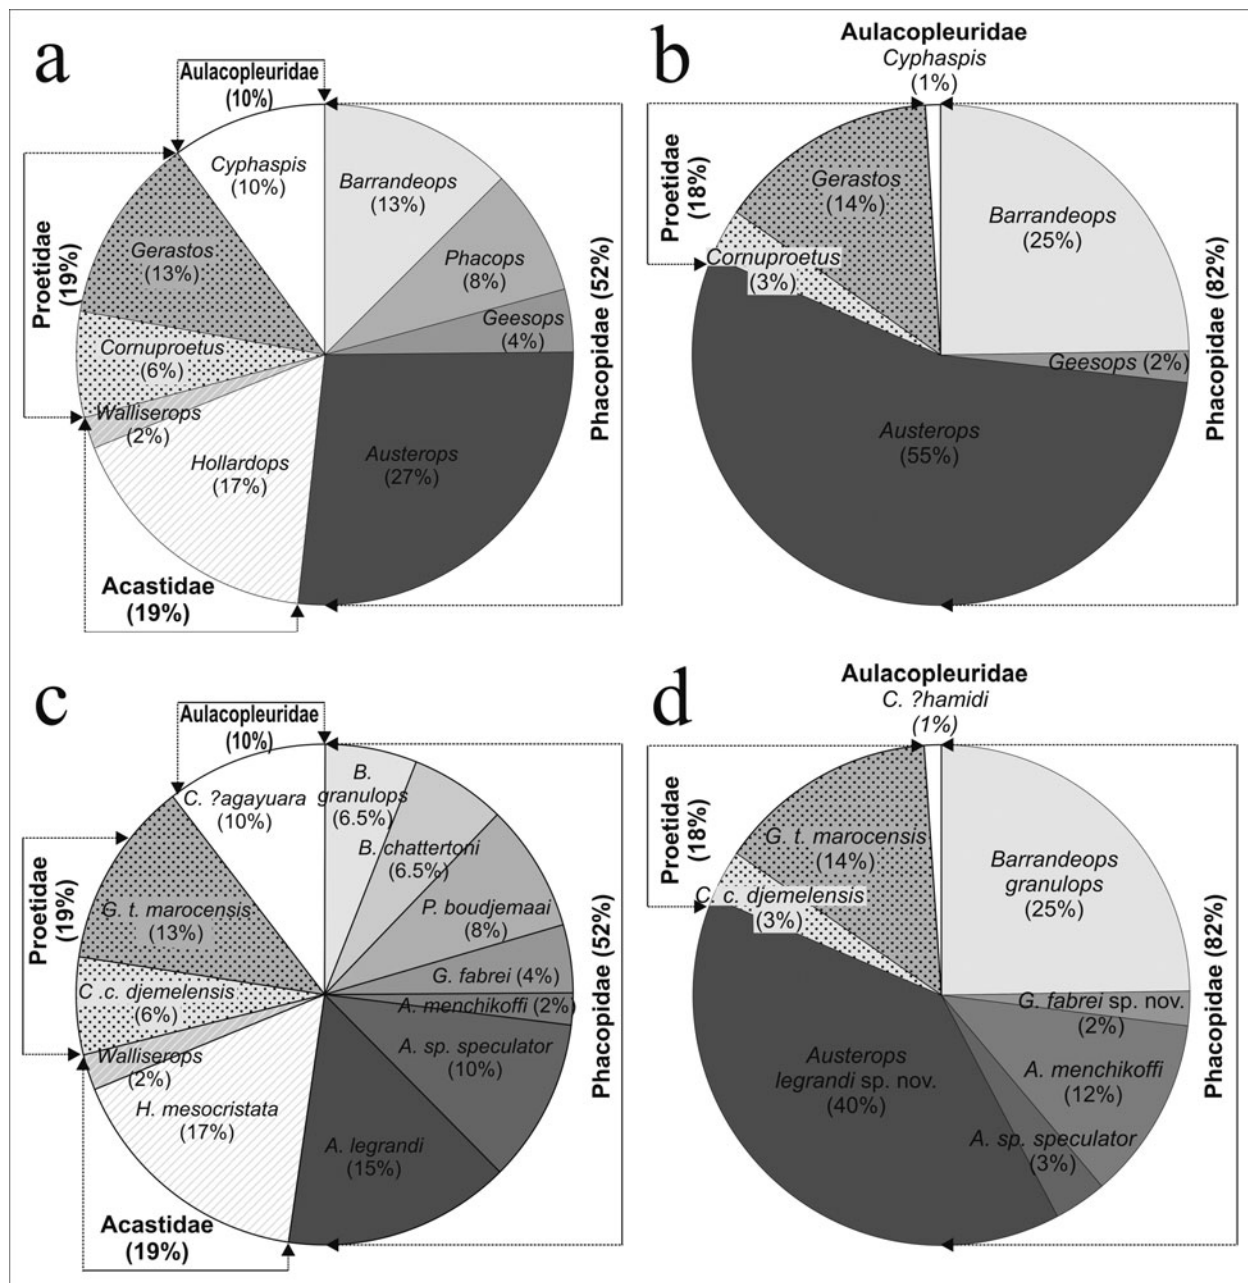 a
Aulacopleuridae
(10%)
Cyphaspis
(10%)
Barrandeops
(13%)
Phacops
(8%)
Geesops
(4%)
Austerops
(27%)
Hollardops
(17%)
Walliserops
(2%)
Cornuproetus
(6%)
Gerastos
(13%)
Proetidae
(19%)
Acastidae
(19%)
Phacopidae (52%)
b
Aulacopleuridae
Cyphaspis
(1%)
Barrandeops
(25%)
Geesops (2%)
Austerops
(55%)
Cornuproetus
(3%)
Gerastos
(14%)
Proetidae
(18%)
Phacopidae (82%)
c
Aulacopleuridae
(10%)
C. ?agayuara
(10%)
B.
granulops
(6.5%)
B. chattertoni
(6.5%)
P. boudjemaai
(8%)
G. fabrei (4%)
A. menchikoffi (2%)
A. sp. speculator
(10%)
A. legrandi
(15%)
H. mesocristata
(17%)
Walliserops
(2%)
C .c. djemelensis
(6%)
G. t. marocensis
(13%)
Proetidae
(19%)
Acastidae
(19%)
Phacopidae (52%)
d
Aulacopleuridae
C. ?hamidi
(1%)
Barrandeops
granulops
(25%)
G. fabrei sp. nov.
(2%)
A. menchikoffi
(12%)
A. sp. speculator
(3%)
Austerops
legrandi sp. nov.
(40%)
C. c. djemelensis
(3%)
G. t. marocensis
(14%)
Proetidae
(18%)
Phacopidae (82%)